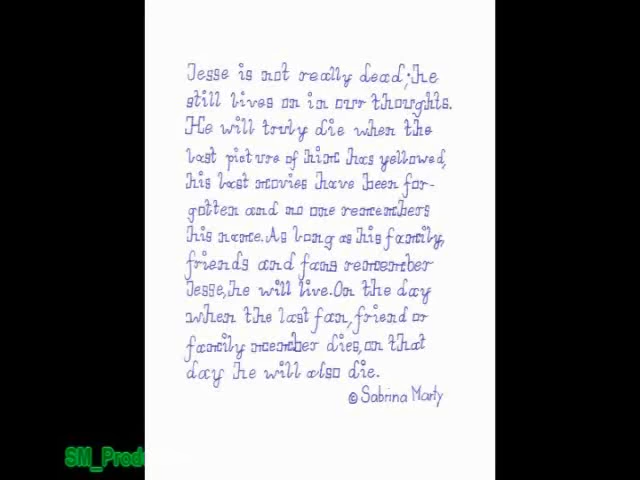 Jesse is not really dead; he
still lives on in our thoughts.
He will truly die when the
last picture of him has yellowed,
his last movies have been for-
gotten and no one remembers
his name. As long as his family,
friends and fans remember
Jesse, he will live. On the day
when the last fan, friend or
family member dies, on that
day he will also die.
© Sabrina Marty
SM_Prod